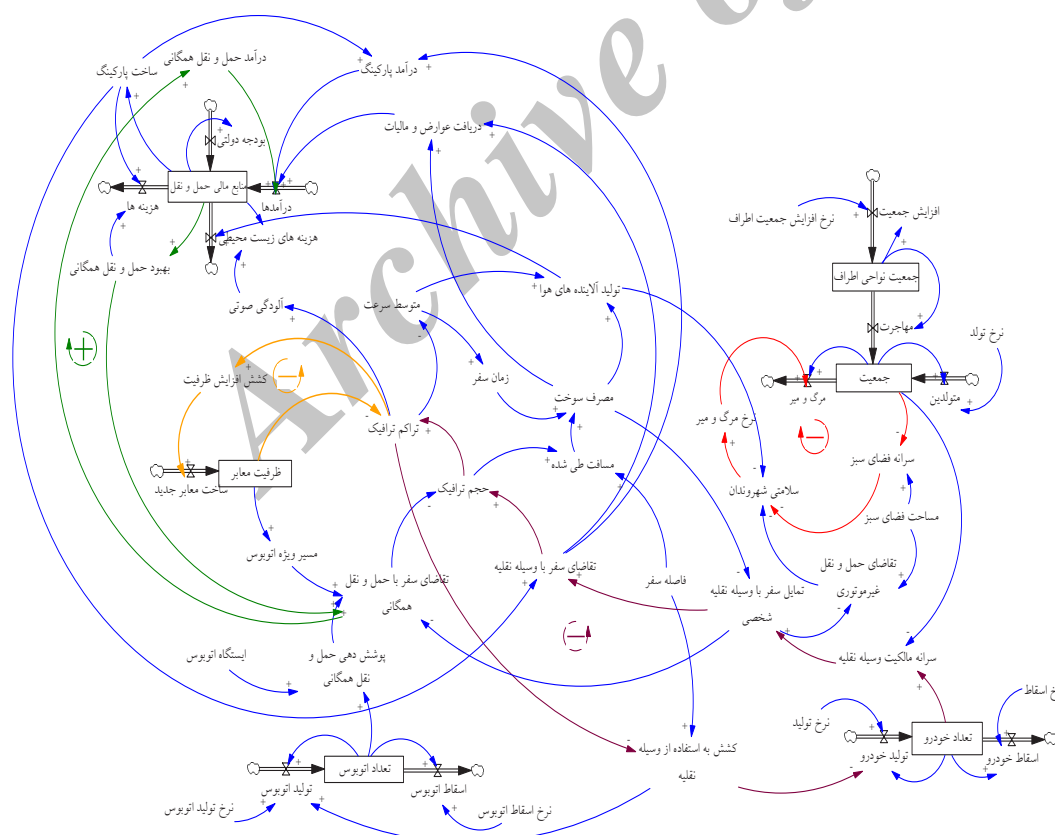 Archive of
درآمد حمل و نقل همگانی
ساخت پارکینگ
درآمد پارکینگ
دریافت عوارض و مالیات
بودجه دولتی
منابع مالی حمل و نقل
هزینه ها
درآمدها
هزینه های زیست محیطی
بهبود حمل و نقل همگانی
نرخ افزایش جمعیت اطراف
افزایش جمعیت
جمعیت نواحی اطراف
مهاجرت
نرخ تولد
جمعیت
مرگ و میر
متولدین
نرخ مرگ و میر
آلودگی صوتی
متوسط سرعت
تولید آلاینده های هوا
زمان سفر
مصرف سوخت
کشش افزایش ظرفیت
تراکم ترافیک
ظرفیت معابر
ساخت معابر جدید
مسافت طی شده
حجم ترافیک
سرانه فضای سبز
سلامتی شهروندان
مساحت فضای سبز
مسیر ویژه اتوبوس
تقاضای سفر با حمل و نقل
همگانی
تقاضای سفر با وسیله نقلیه
فاصله سفر
تمایل سفر با وسیله نقلیه
شخصی
تقاضای حمل و نقل
غیرموتوری
ایستگاه اتوبوس
پوشش دهی حمل و
نقل همگانی
سرانه مالکیت وسیله نقلیه
نرخ تولید
تعداد خودرو
تولید خودرو
اسقاط خودرو
خ اسقاط
کشش به استفاده از وسیله
نقلیه
تعداد اتوبوس
تولید اتوبوس
اسقاط اتوبوس
نرخ تولید اتوبوس
نرخ اسقاط اتوبوس